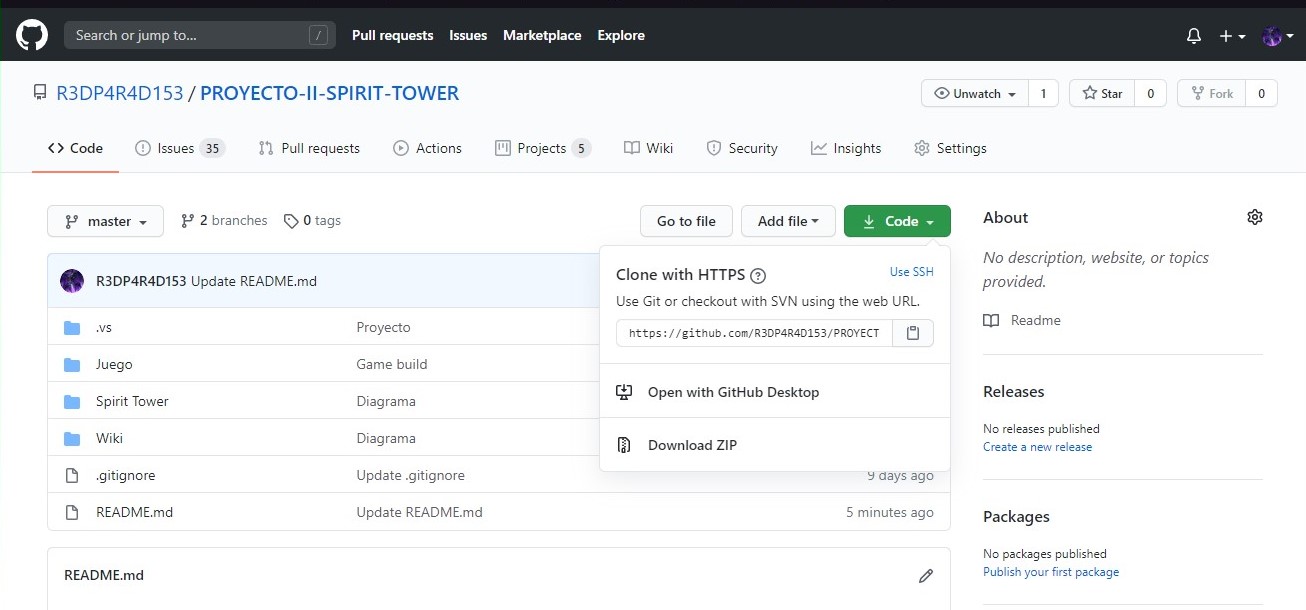 Search or jump to... /
Pull requests Issues Marketplace Explore
R3DP4R4D153 / PROYECTO-II-SPIRIT-TOWER
Unwatch 1 Star 0 Fork 0
Code Issues 35 Pull requests Actions Projects 5 Wiki Security Insights Settings
master 2 branches 0 tags
Go to file Add file Code
R3DP4R4D153 Update README.md
.vs Proyecto
Juego Game build
Spirit Tower Diagrama
Wiki Diagrama
.gitignore Update .gitignore 9 days ago
README.md Update README.md 5 minutes ago
README.md
Clone with HTTPS ? Use SSH
Use Git or checkout with SVN using the web URL.
https://github.com/R3DP4R4D153/PROYECT
Open with GitHub Desktop
Download ZIP
About
No description, website, or topics
provided.
Readme
Releases
No releases published
Create a new release
Packages
No packages published
Publish your first package